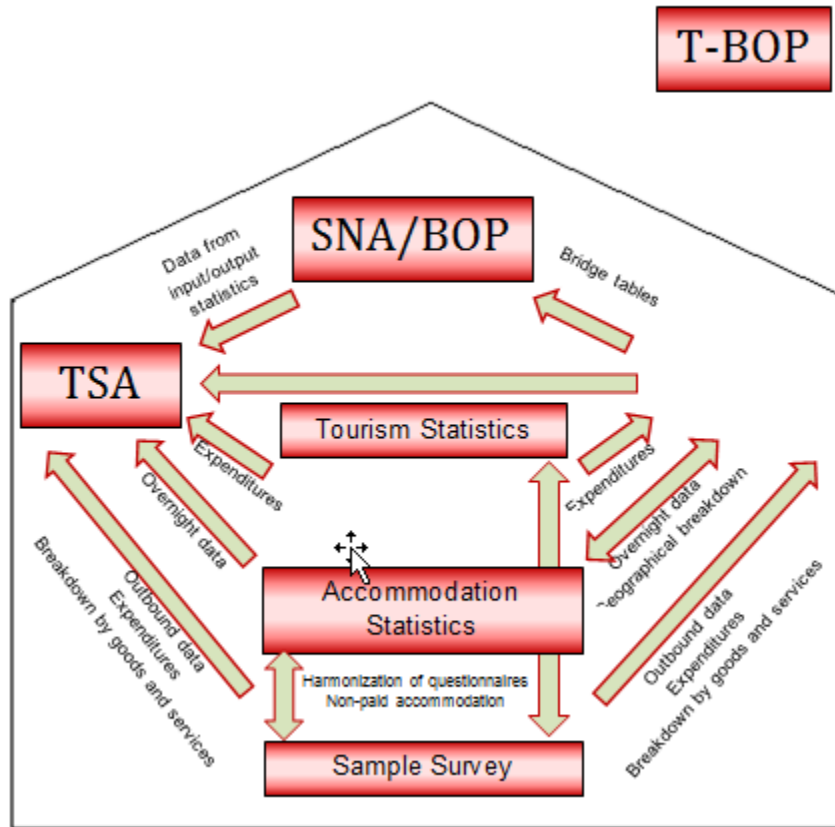 T-BOP
SNA/BOP
Data from
input/output
statistics
Bridge tables
TSA
Tourism Statistics
Expenditures
Expenditures
Overnight data
Overnight data
Geographical breakdown
Accommodation
Statistics
Outbound data
Expenditures
Breakdown by goods and services
Harmonization of questionnaires
Non-paid accommodation
Outbound data
Expenditures
Breakdown by goods and services
Sample Survey